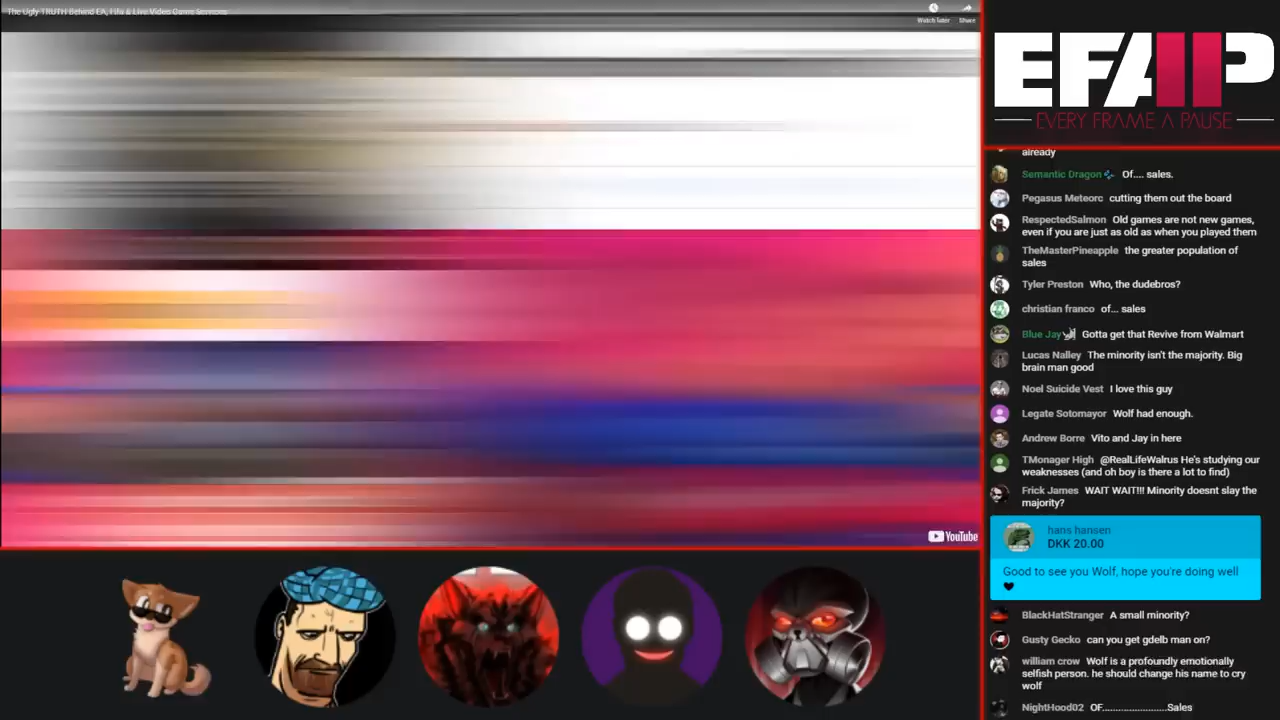 The Ugly TRUTH Behind EA, Fifa & Live Video Game Services
Watch later
Share
YouTube
EFAP
EVERY FRAME A PAUSE
already
Semantic Dragon Of.... sales.
Pegasus Meteorc cutting them out the board
RespectedSalmon Old games are not new games,
even if you are just as old as when you played them
TheMasterPineapple the greater population of
sales
Tyler Preston Who, the dudebros?
christian franco of... sales
Blue Jay Gotta get that Revive from Walmart
Lucas Nalley The minority isn't the majority. Big
brain man good
Noel Suicide Vest I love this guy
Legate Sotomayor Wolf had enough.
Andrew Borre Vito and Jay in here
TMonager High @RealLifeWalrus He's studying our
weaknesses (and oh boy is there a lot to find)
Frick James WAIT WAIT!!! Minority doesnt slay the
majority?
hans hansen
DKK 20.00
Good to see you Wolf, hope you're doing well
BlackHatStranger A small minority?
Gusty Gecko can you get gdelb man on?
william crow Wolf is a profoundly emotionally
selfish person. he should change his name to cry
wolf
NightHood02 OF........................Sales